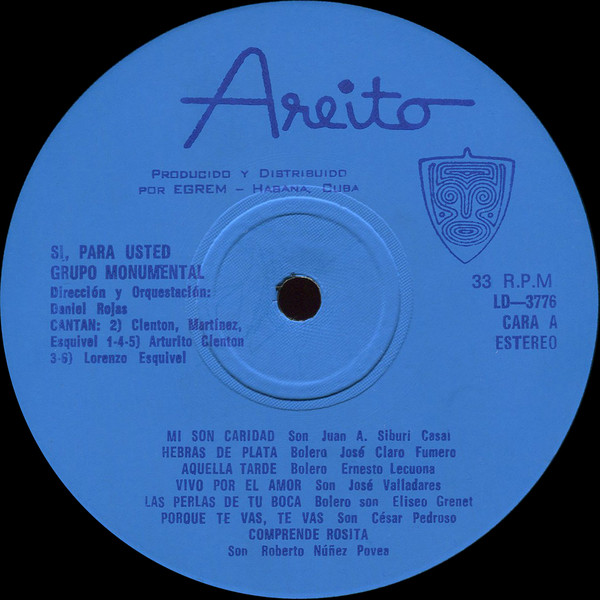 Areito
PRODUCIDO Y DISTRIBUIDO
POR EGREM — HABANA, CUBA
SI, PARA USTED
GRUPO MONUMENTAL
Dirección y Orquestación:
Daniel Rojas
CANTAN: 2) Clenton, Martínez,
Esquivel 1-4-5) Arturito Clenton
3-6) Lorenzo Esquivel
33 R.P.M
LD—3776
CARA A
ESTEREO
MI SON CARIDAD Son Juan A. Siburi Casai
HEBRAS DE PLATA Bolero José Claro Fumero
AQUELLA TARDE Bolero Ernesto Lecuona
VIVO POR EL AMOR Son José Valladares
LAS PERLAS DE TU BOCA Bolero son Eliseo Grenet
PORQUE TE VAS, TE VAS Son César Pedroso
COMPRENDE ROSITA
Son Roberto Núñez Povea